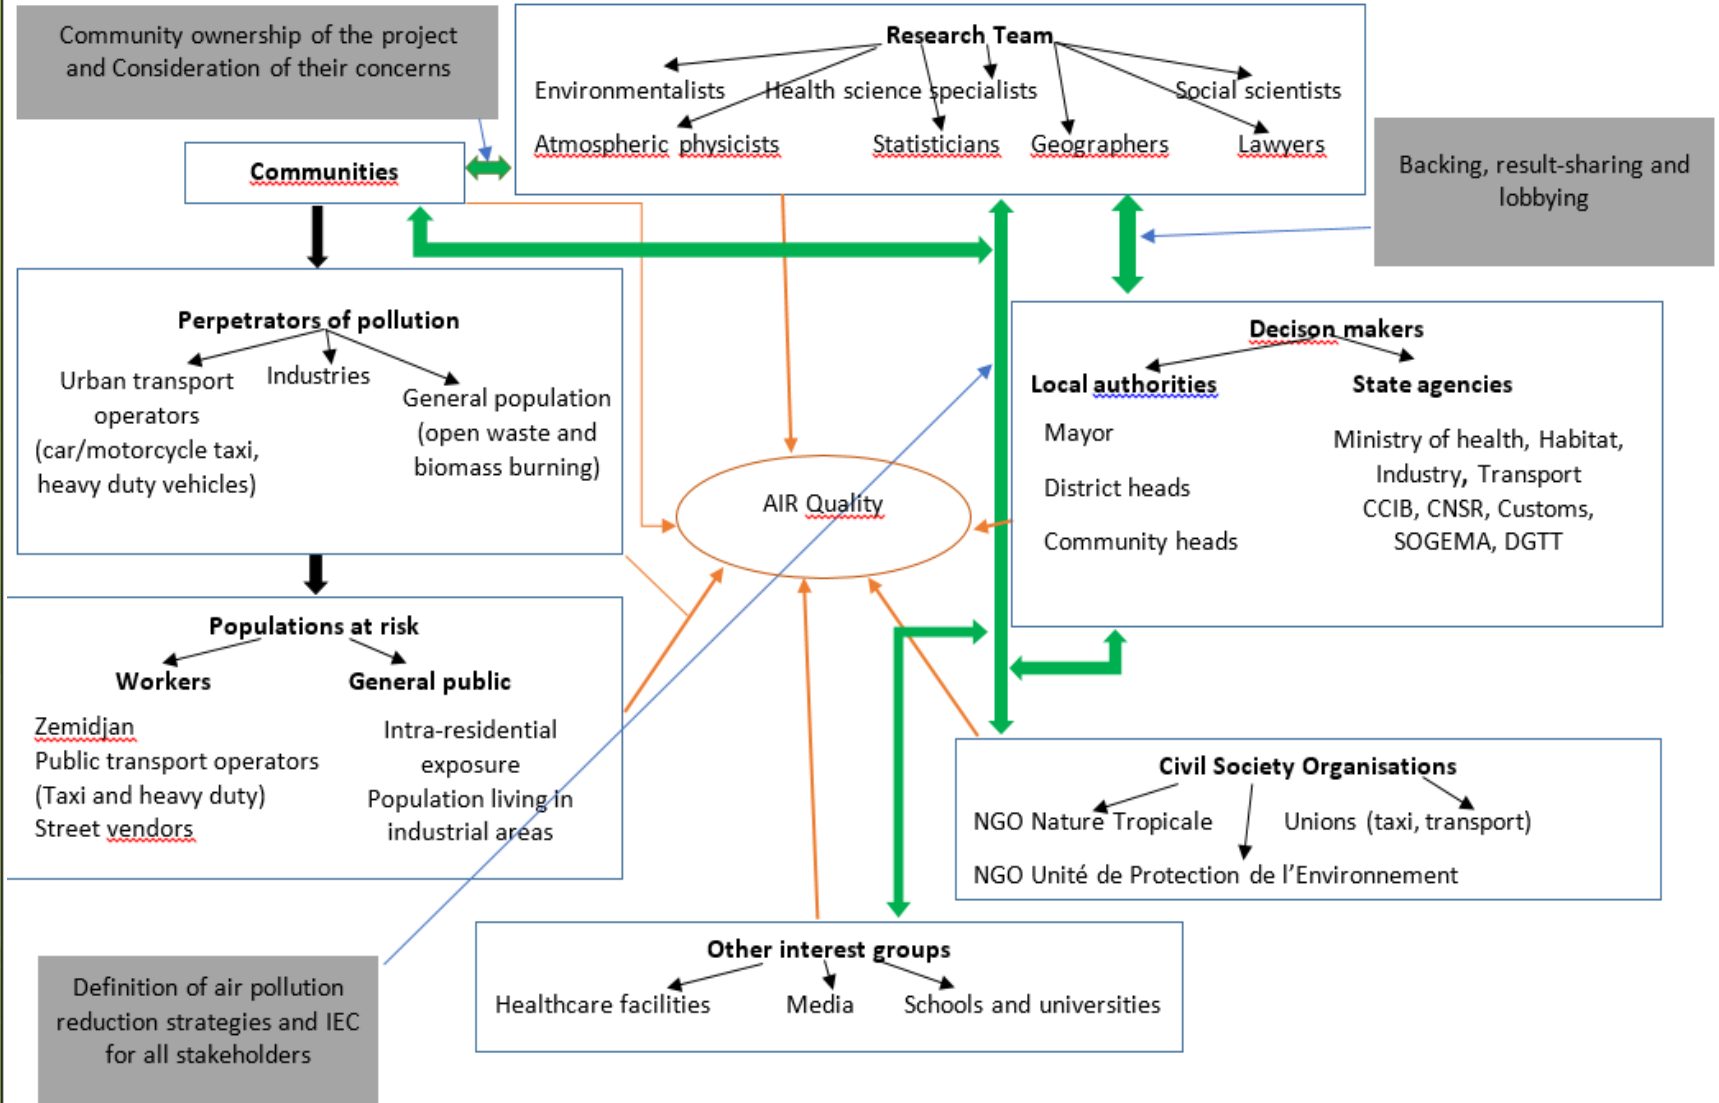 Community ownership of the project
and Consideration of their concerns
Research Team
Environmentalists
Health science specialists
Social scientists
Atmospheric physicists
Statisticians
Geographers
Lawyers
Communities
Backing, result-sharing and
lobbying
Perpetrators of pollution
Urban transport
operators
(car/motorcycle taxi,
heavy duty vehicles)
Industries
General population
(open waste and
biomass burning)
AIR Quality
Decison makers
Local authorities
Mayor
District heads
Community heads
State agencies
Ministry of health, Habitat,
Industry, Transport
CCIB, CNSR, Customs,
SOGEMA, DGTT
Populations at risk
Workers
Zemidjan
Public transport operators
(Taxi and heavy duty)
Street vendors
General public
Intra-residential
exposure
Population living in
industrial areas
Civil Society Organisations
NGO Nature Tropicale
Unions (taxi, transport)
NGO Unité de Protection de l’Environnement
Other interest groups
Healthcare facilities
Media
Schools and universities
Definition of air pollution
reduction strategies and IEC
for all stakeholders